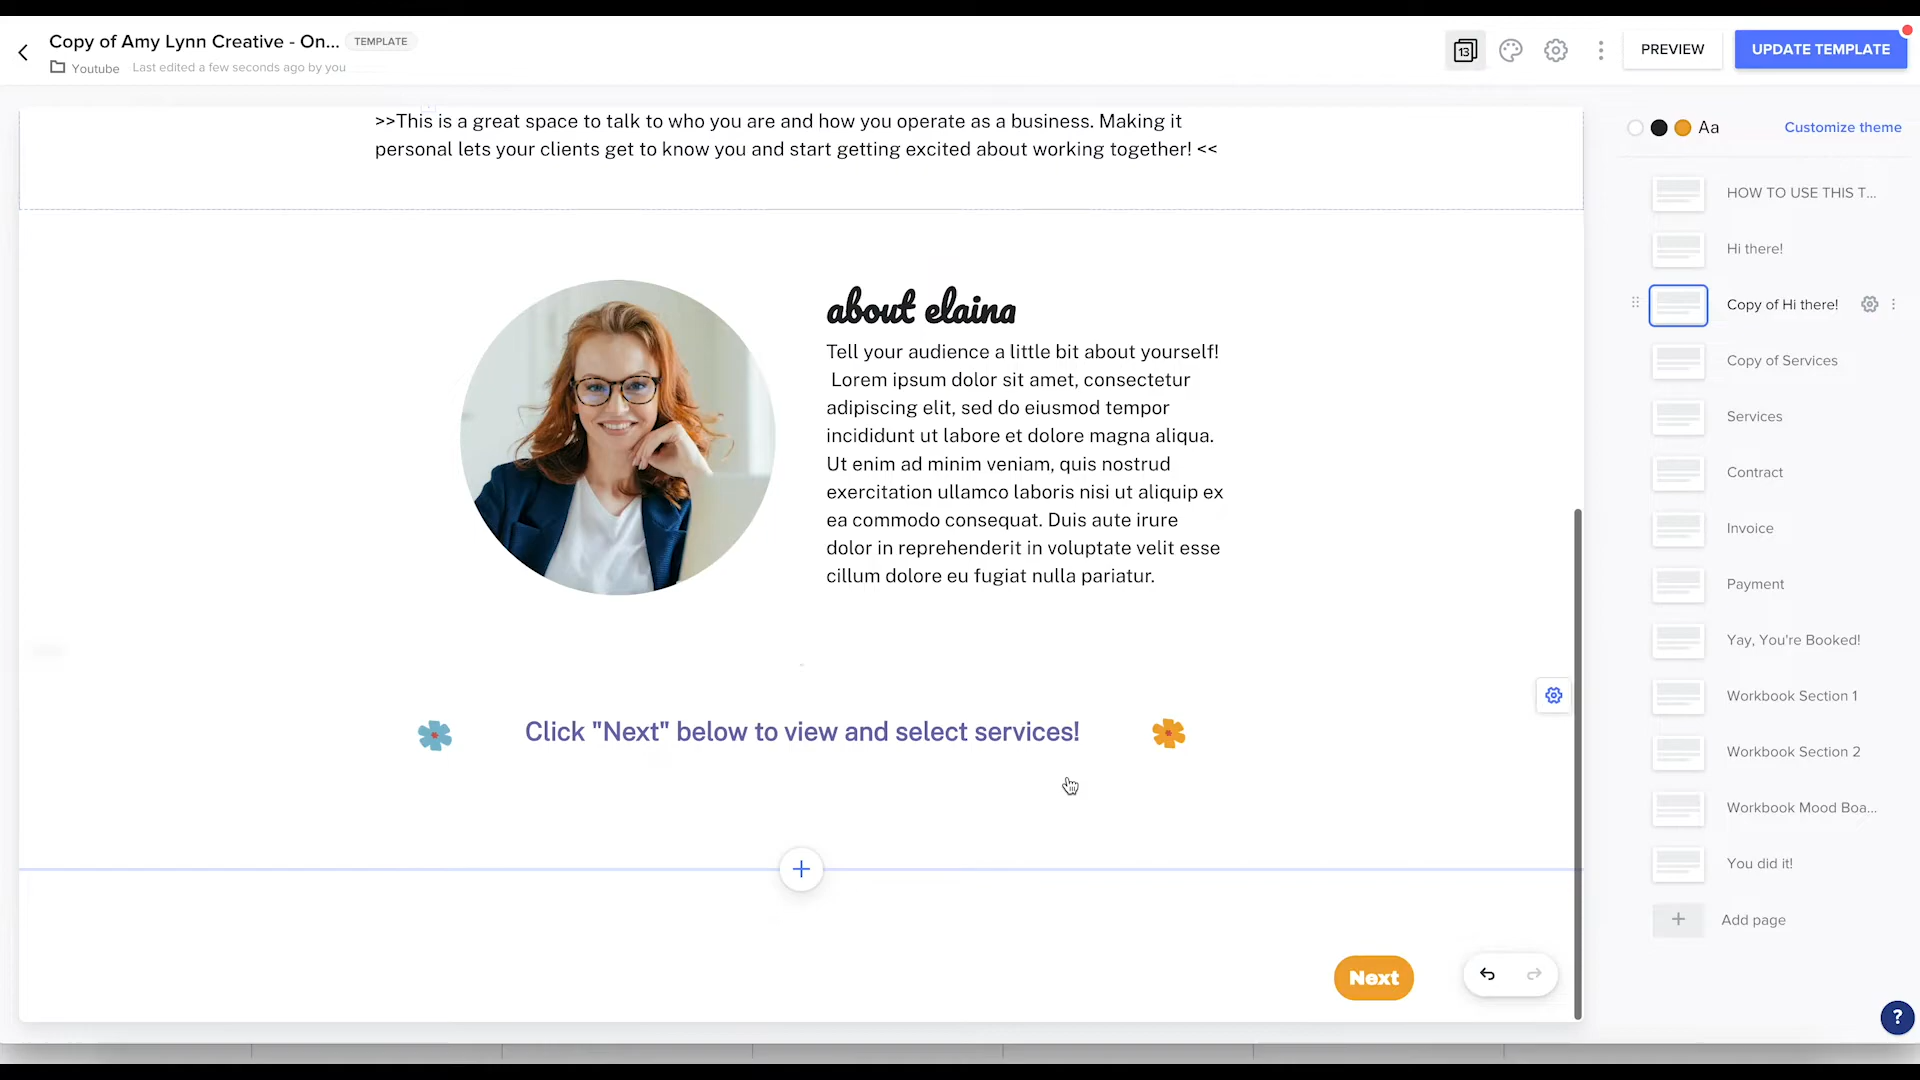 Copy of Amy Lynn Creative - On...
TEMPLATE
Youtube
Last edited a few seconds ago by you
13
PREVIEW
UPDATE TEMPLATE
>>This is a great space to talk to who you are and how you operate as a business. Making it
personal lets your clients get to know you and start getting excited about working together! <<
about elaina
Tell your audience a little bit about yourself!
Lorem ipsum dolor sit amet, consectetur
adipiscing elit, sed do eiusmod tempor
incididunt ut labore et dolore magna aliqua.
Ut enim ad minim veniam, quis nostrud
exercitation ullamco laboris nisi ut aliquip ex
ea commodo consequat. Duis aute irure
dolor in reprehenderit in voluptate velit esse
cillum dolore eu fugiat nulla pariatur.
Click "Next" below to view and select services!
Next
Aa
Customize theme
HOW TO USE THIS T...
Hi there!
Copy of Hi there!
Copy of Services
Services
Contract
Invoice
Payment
Yay, You're Booked!
Workbook Section 1
Workbook Section 2
Workbook Mood Boa...
You did it!
Add page
?